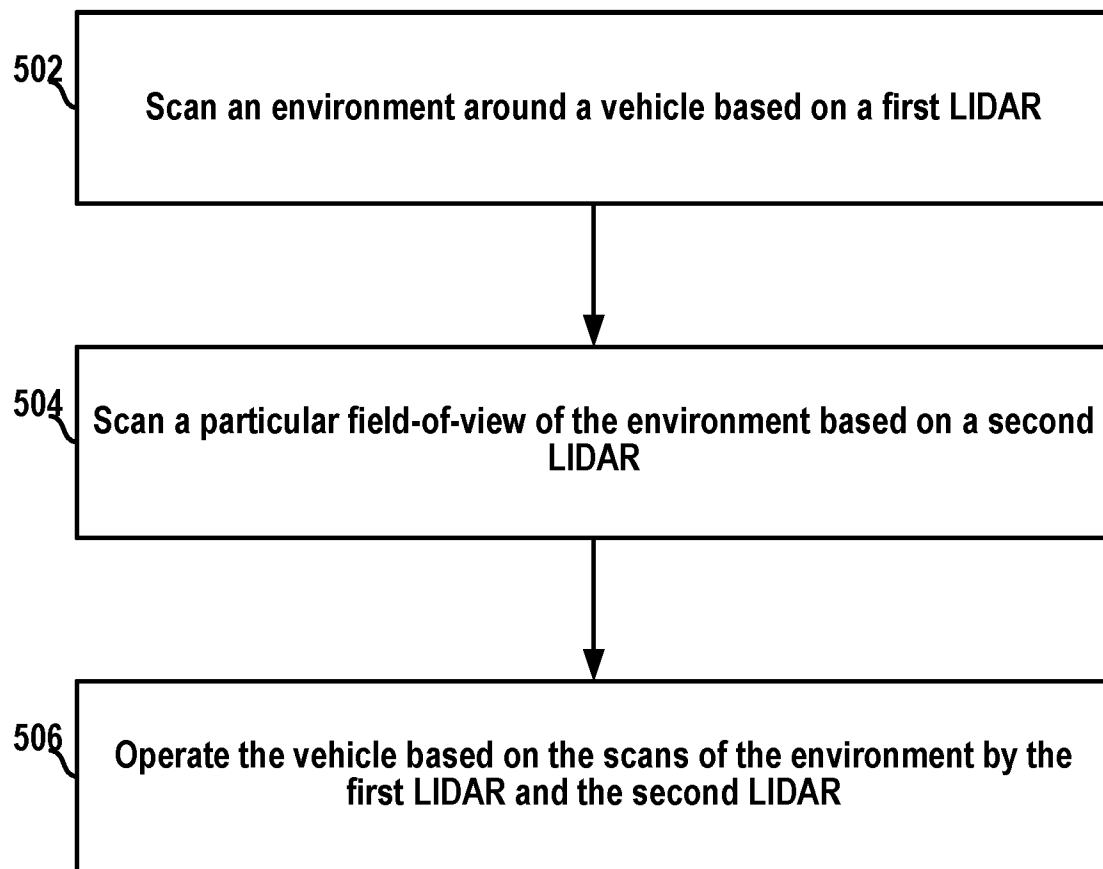 502
Scan an environment around a vehicle based on a first LIDAR
504
Scan a particular field-of-view of the environment based on a second
LIDAR
506
Operate the vehicle based on the scans of the environment by the
first LIDAR and the second LIDAR